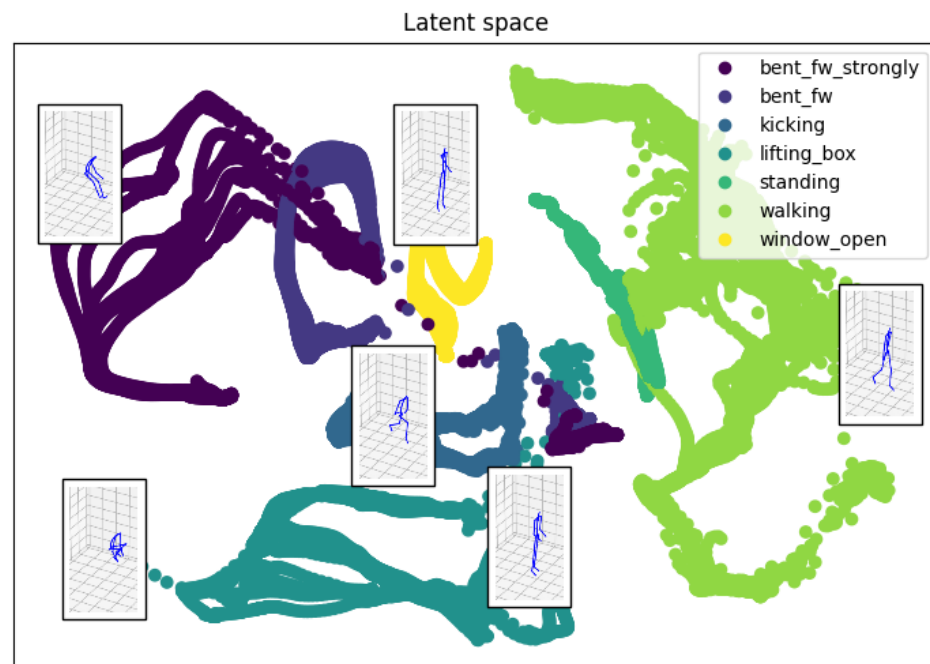 Latent space
bent_fw_strongly
bent_fw
kicking
lifting_box
standing
walking
window_open